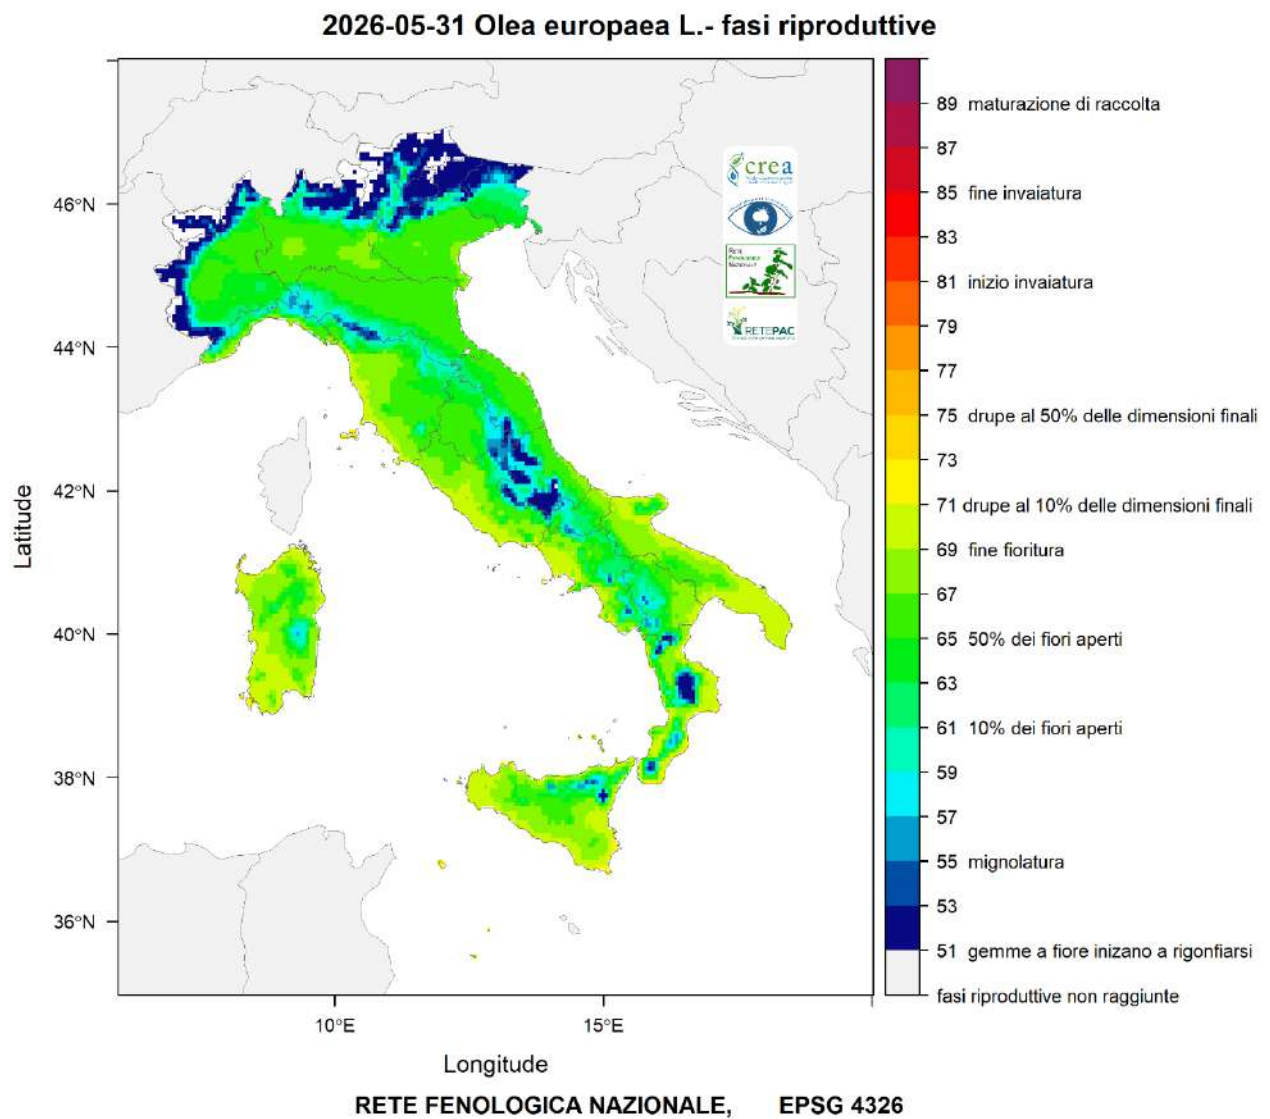 2026-05-31 Olea europaea L.- fasi riproduttive
89 maturazione di raccolta
87
85 fine invaiatura
83
81 inizio invaiatura
79
77
75 drupe al 50% delle dimensioni finali
73
71 drupe al 10% delle dimensioni finali
69 fine fioritura
67
65 50% dei fiori aperti
63
61 10% dei fiori aperti
59
57
55 mignolatura
53
51 gemme a fiore inizano a rigonfiarsi
fasi riproduttive non raggiunte
crea
RETE
FENOLOGICA
NAZIONALE
RETEPAC
46°N
44°N
42°N
40°N
38°N
36°N
Latitude
10°E
15°E
Longitude
RETE FENOLOGICA NAZIONALE, EPSG 4326